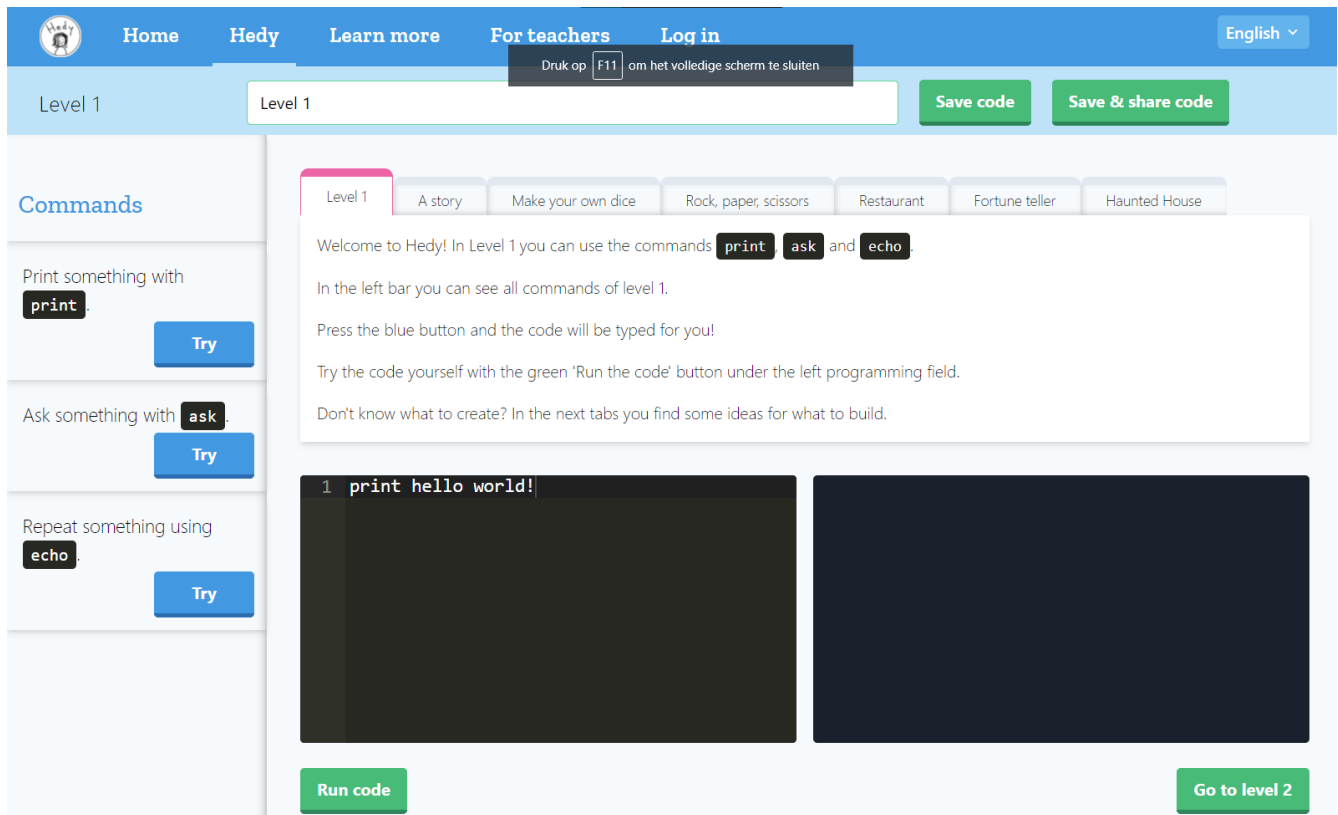 Hedy
Home Hedy Learn more For teachers Log in English
Druk op F11 om het volledige scherm te sluiten
Level 1
Level 1
Save code Save & share code
Commands
Print something with
print.
Try
Ask something with ask.
Try
Repeat something using
echo.
Try
Level 1 A story Make your own dice Rock, paper, scissors Restaurant Fortune teller Haunted House
Welcome to Hedy! In Level 1 you can use the commands print, ask and echo.
In the left bar you can see all commands of level 1.
Press the blue button and the code will be typed for you!
Try the code yourself with the green 'Run the code' button under the left programming field.
Don't know what to create? In the next tabs you find some ideas for what to build.
1 print hello world!
Run code Go to level 2